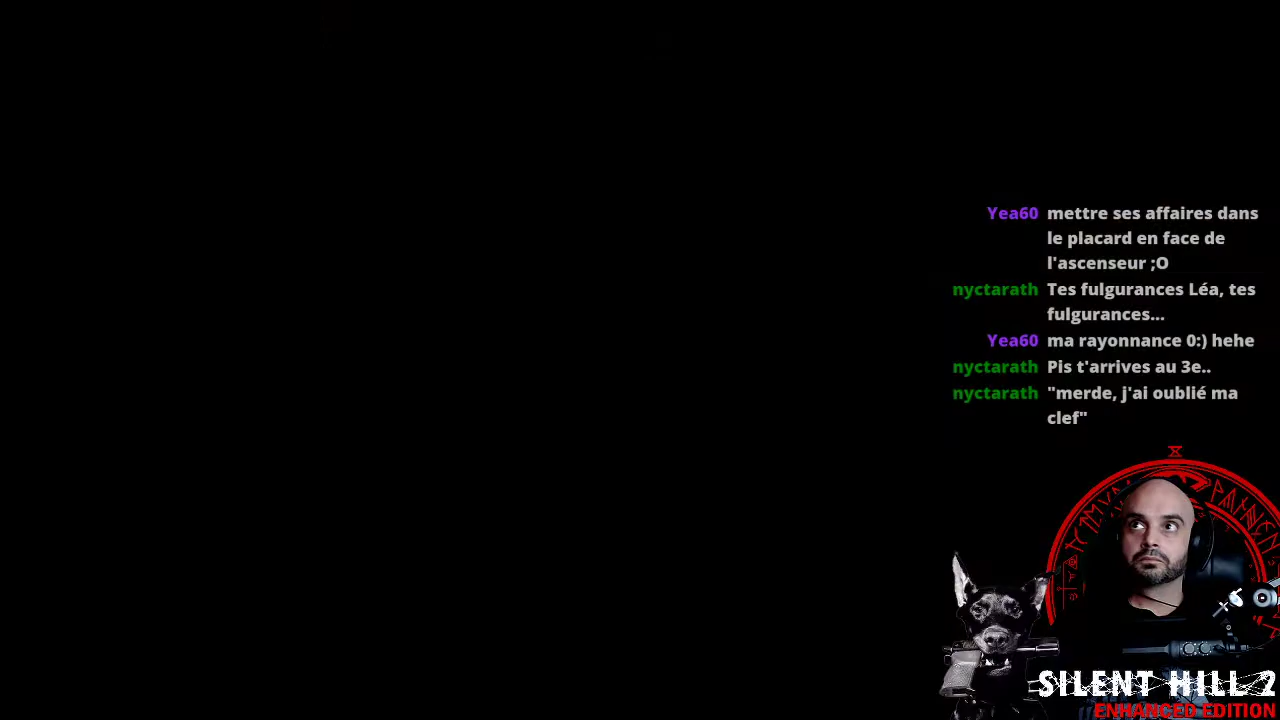 Yea60 mettre ses affaires dans
le placard en face de
l'ascenseur ;O
nyctarath Tes fulgurances Léa, tes
fulgurances...
Yea60 ma rayonnance 0:) hehe
nyctarath Pis t'arrives au 3e..
nyctarath "merde, j'ai oublié ma
clef"
SILENT HILL 2
ENHANCED EDITION